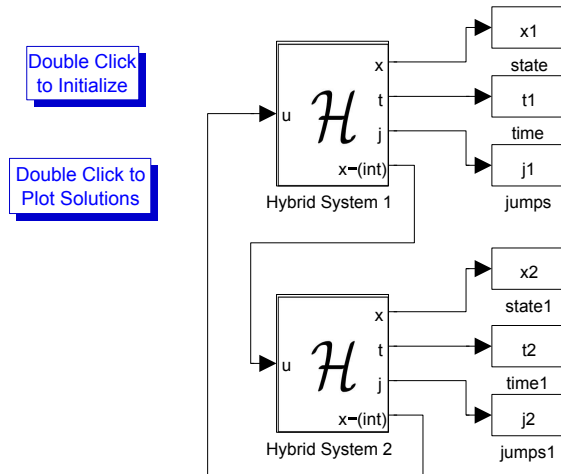 Double Click
to Initialize
Double Click to
Plot Solutions
u
ℋ
x
t
j
x-(int)
Hybrid System 1
x1
state
t1
time
j1
jumps
u
ℋ
x
t
j
x-(int)
Hybrid System 2
x2
state1
t2
time1
j2
jumps1